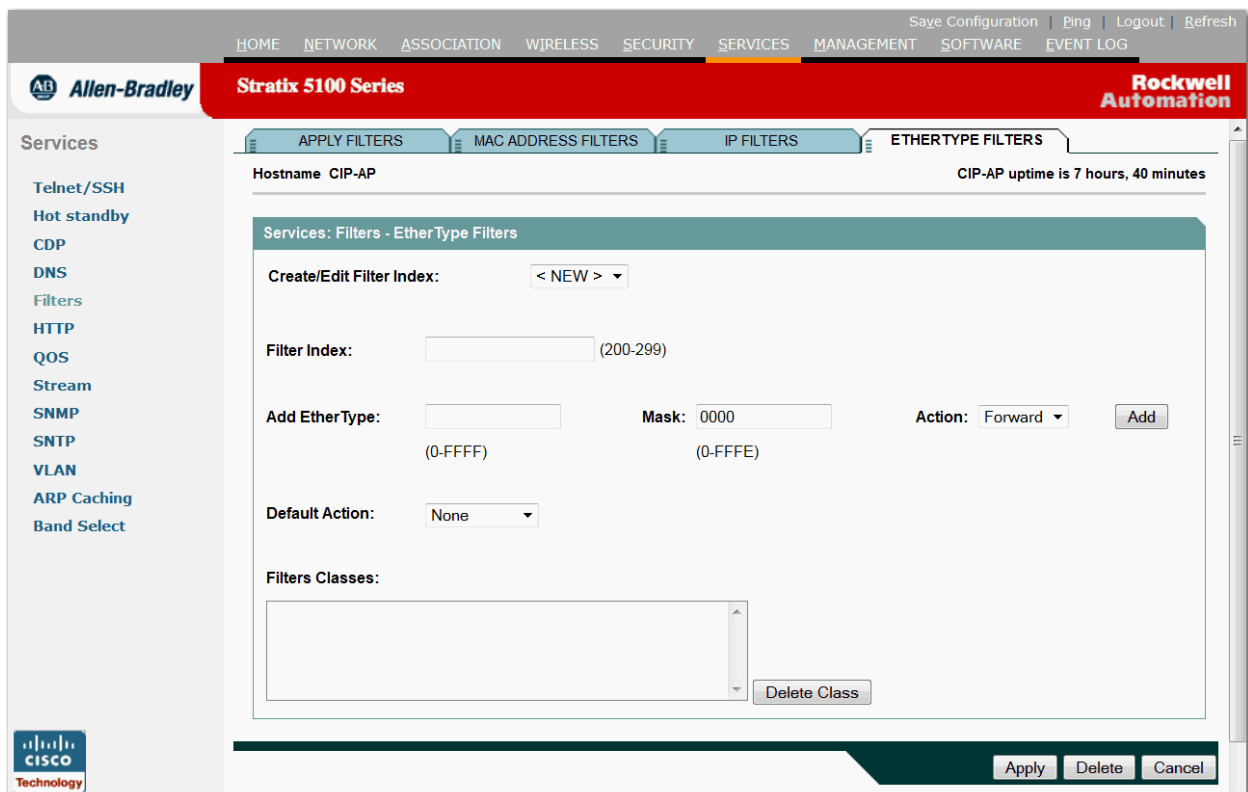 Save Configuration | Ping | Logout | Refresh
HOME NETWORK ASSOCIATION WIRELESS SECURITY SERVICES MANAGEMENT SOFTWARE EVENT LOG
AB Allen-Bradley
Stratix 5100 Series
Rockwell
Automation
Services
Telnet/SSH
Hot standby
CDP
DNS
Filters
HTTP
QOS
Stream
SNMP
SNTP
VLAN
ARP Caching
Band Select
APPLY FILTERS MAC ADDRESS FILTERS IP FILTERS ETHERTYPE FILTERS
Hostname CIP-AP
CIP-AP uptime is 7 hours, 40 minutes
Services: Filters - EtherType Filters
Create/Edit Filter Index: < NEW >
Filter Index: (200-299)
Add EtherType: Mask: 0000 Action: Forward Add
(0-FFFF) (0-FFFE)
Default Action: None
Filters Classes:
Delete Class
Apply Delete Cancel
CISCO
Technology